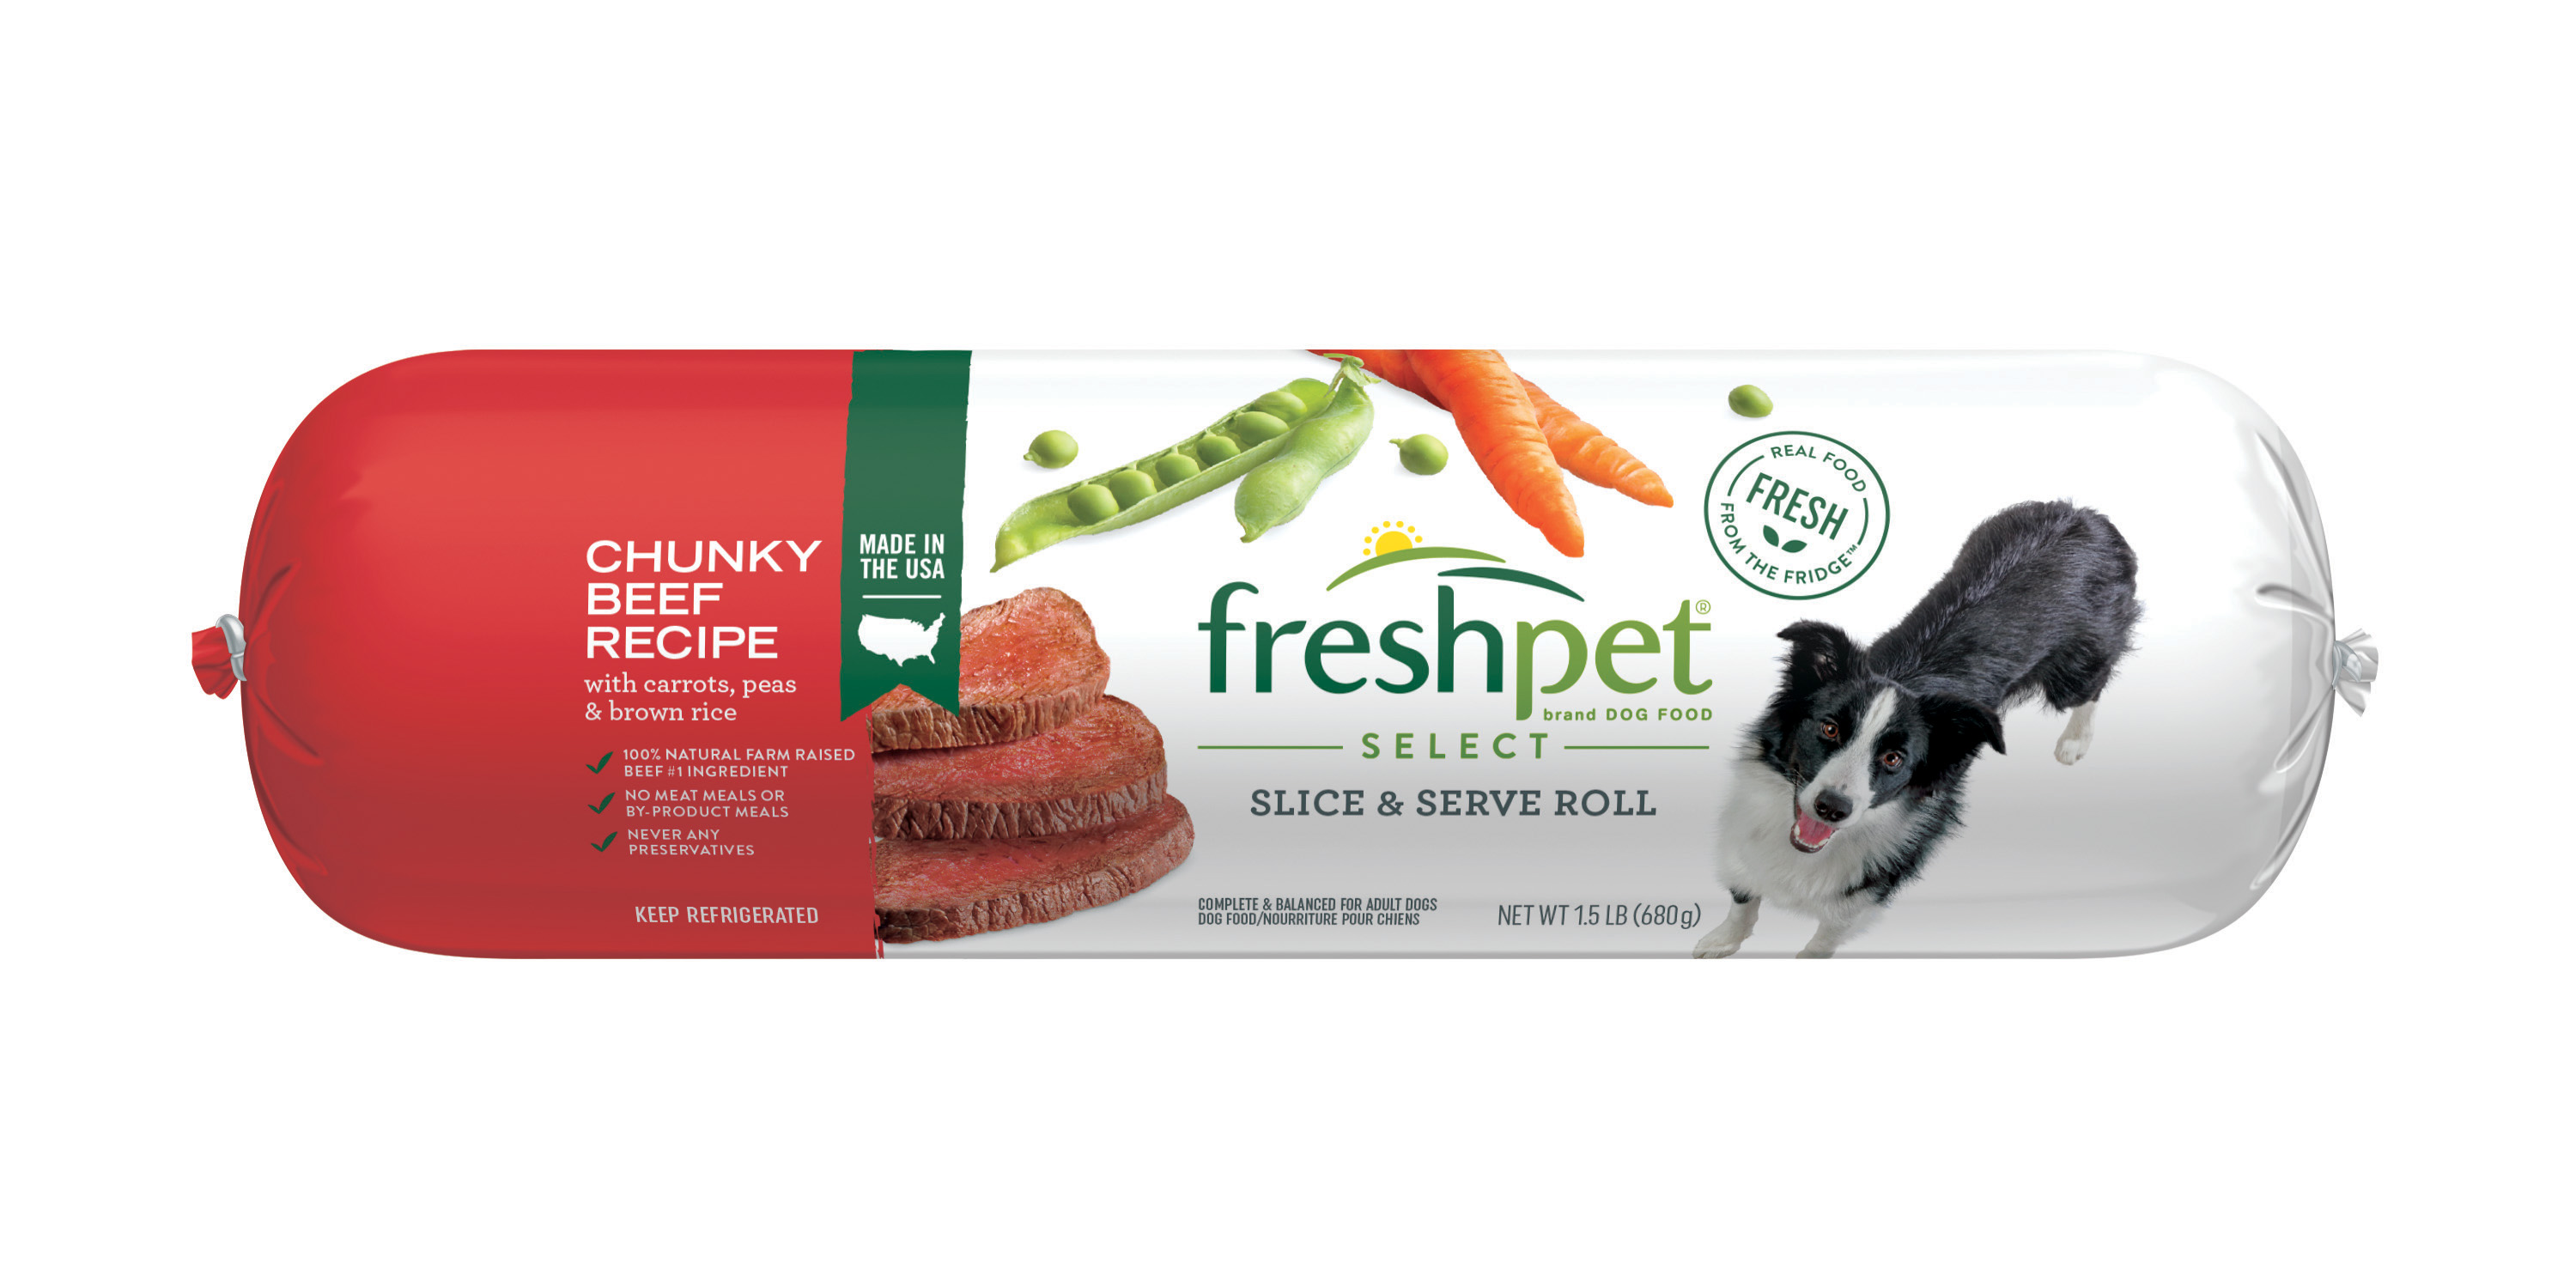 CHUNKY
BEEF
RECIPE
with carrots, peas
& brown rice
100% NATURAL FARM RAISED
BEEF #1 INGREDIENT
NO MEAT MEALS OR
BY-PRODUCT MEALS
NEVER ANY
PRESERVATIVES
KEEP REFRIGERATED
MADE IN
THE USA
freshpet®
brand DOG FOOD
SELECT
SLICE & SERVE ROLL
COMPLETE & BALANCED FOR ADULT DOGS
DOG FOOD/NOURRITURE POUR CHIENS
NET WT 1.5 LB (680g)
REAL FOOD
FRESH
FROM THE FRIDGE™